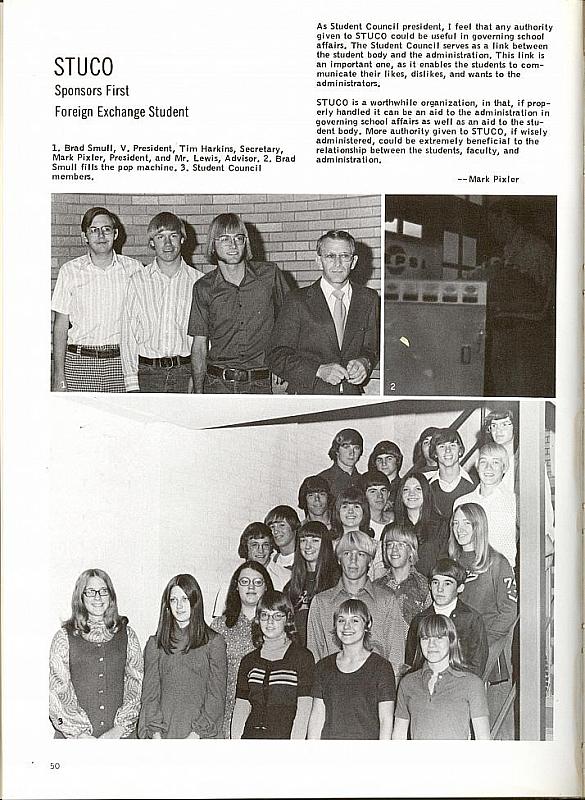 STUCO
Sponsors First
Foreign Exchange Student
1. Brad Smull, V. President, Tim Harkins, Secretary,
Mark Pixler, President, and Mr. Lewis, Advisor. 2. Brad
Smull fills the pop machine. 3. Student Council
members.
As Student Council president, I feel that any authority
given to STUCO could be useful in governing school
affairs. The Student Council serves as a link between
the student body and the administration. This link is
an important one, as it enables the students to com-
municate their likes, dislikes, and wants to the
administrators.
STUCO is a worthwhile organization, in that, if prop-
erly handled it can be an aid to the administration in
governing school affairs as well as an aid to the stu-
dent body. More authority given to STUCO, if wisely
administered, could be extremely beneficial to the
relationship between the students, faculty, and
administration.
--Mark Pixler
1
2
3
50